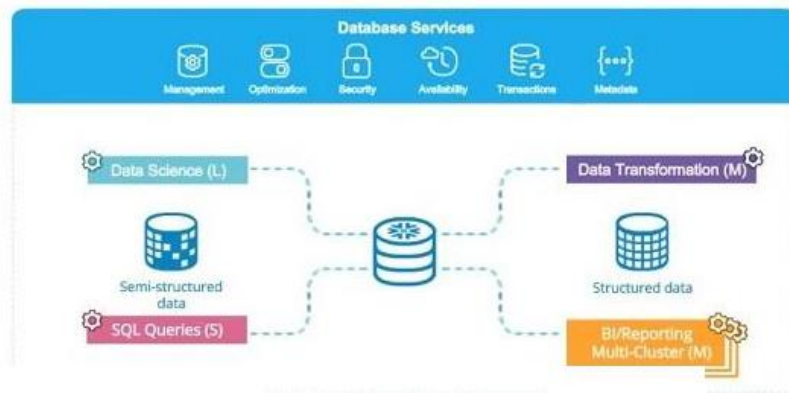 Database Services
Management Optimization Security Availability Transactions Metadata
Data Science (L)
Data Transformation (M)
Semi-structured
data
Structured data
SQL Queries (S)
BI/Reporting
Multi-Cluster (M)